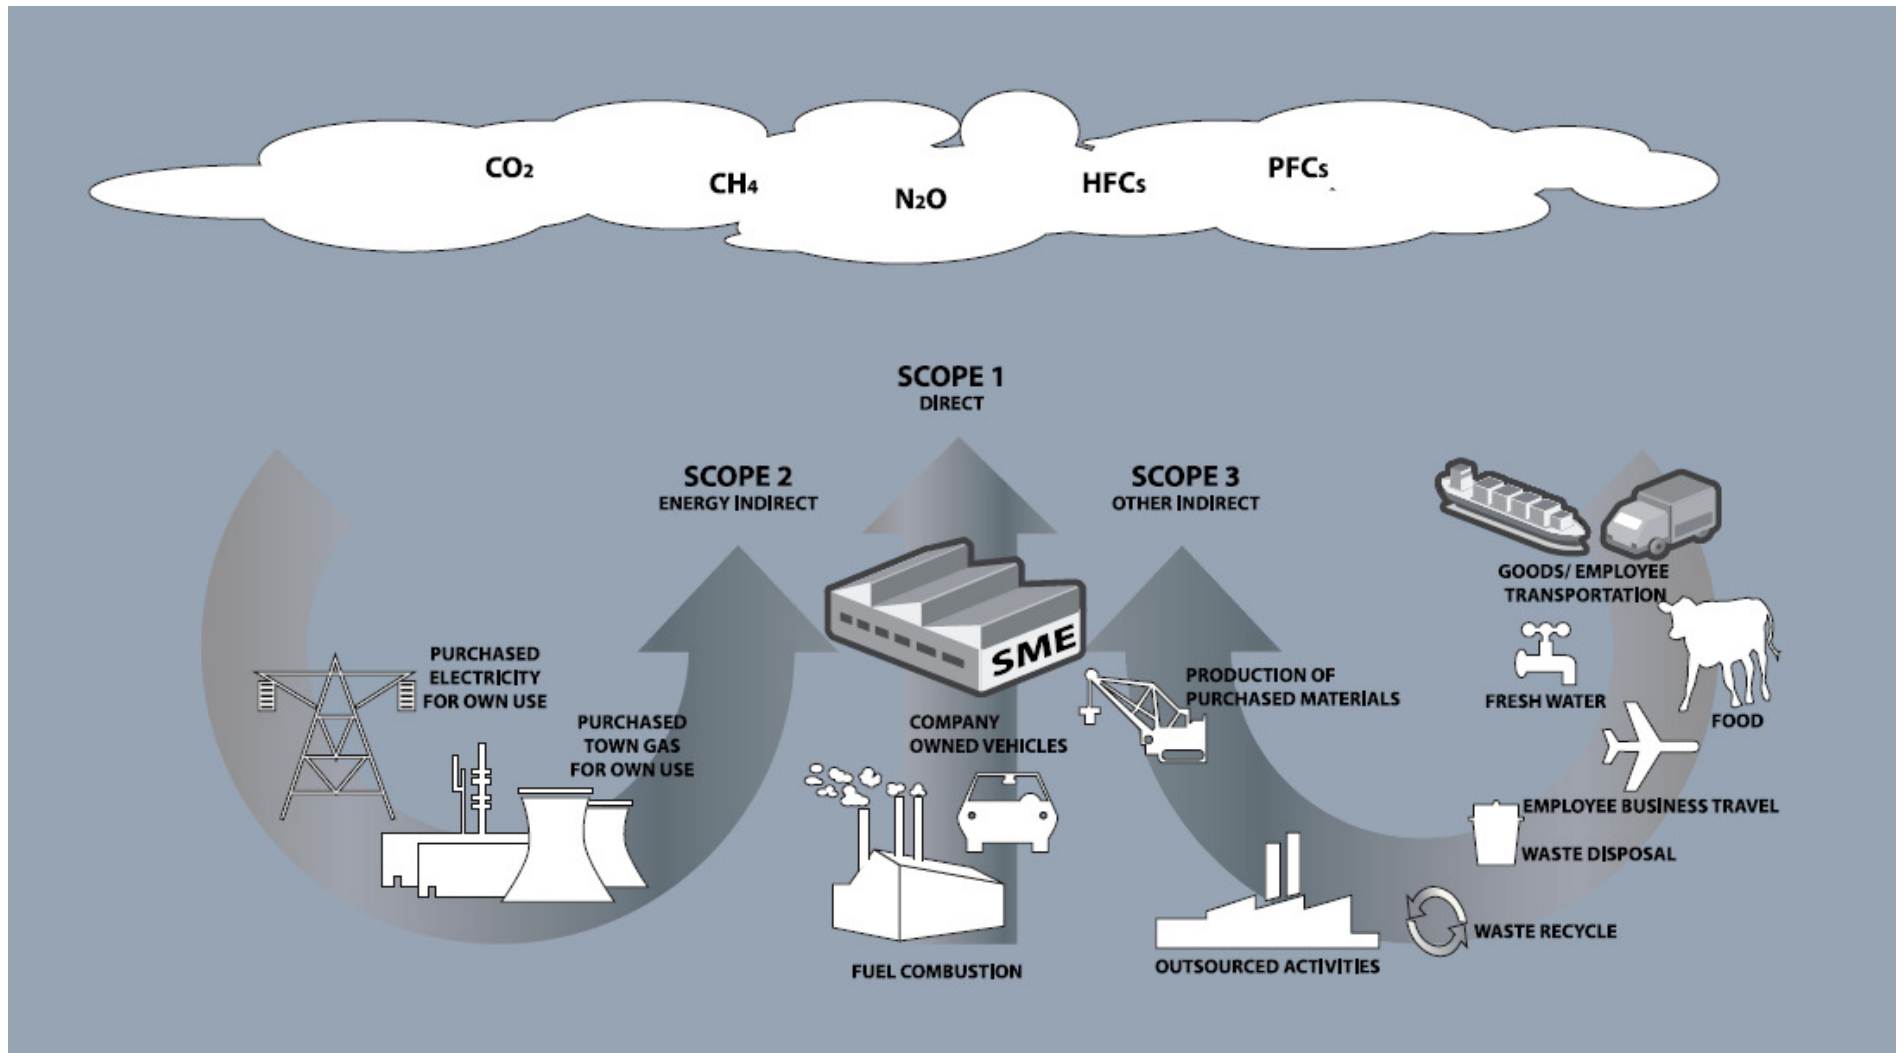 CO2
CH4
N2O
HFCs
PFCs
SCOPE 1
DIRECT
SCOPE 2
ENERGY INDIRECT
SCOPE 3
OTHER INDIRECT
SME
PURCHASED
ELECTRICITY
FOR OWN USE
PURCHASED
TOWN GAS
FOR OWN USE
COMPANY
OWNED VEHICLES
FUEL COMBUSTION
PRODUCTION OF
PURCHASED MATERIALS
GOODS/ EMPLOYEE
TRANSPORTATION
FRESH WATER
FOOD
EMPLOYEE BUSINESS TRAVEL
WASTE DISPOSAL
WASTE RECYCLE
OUTSOURCED ACTIVITIES